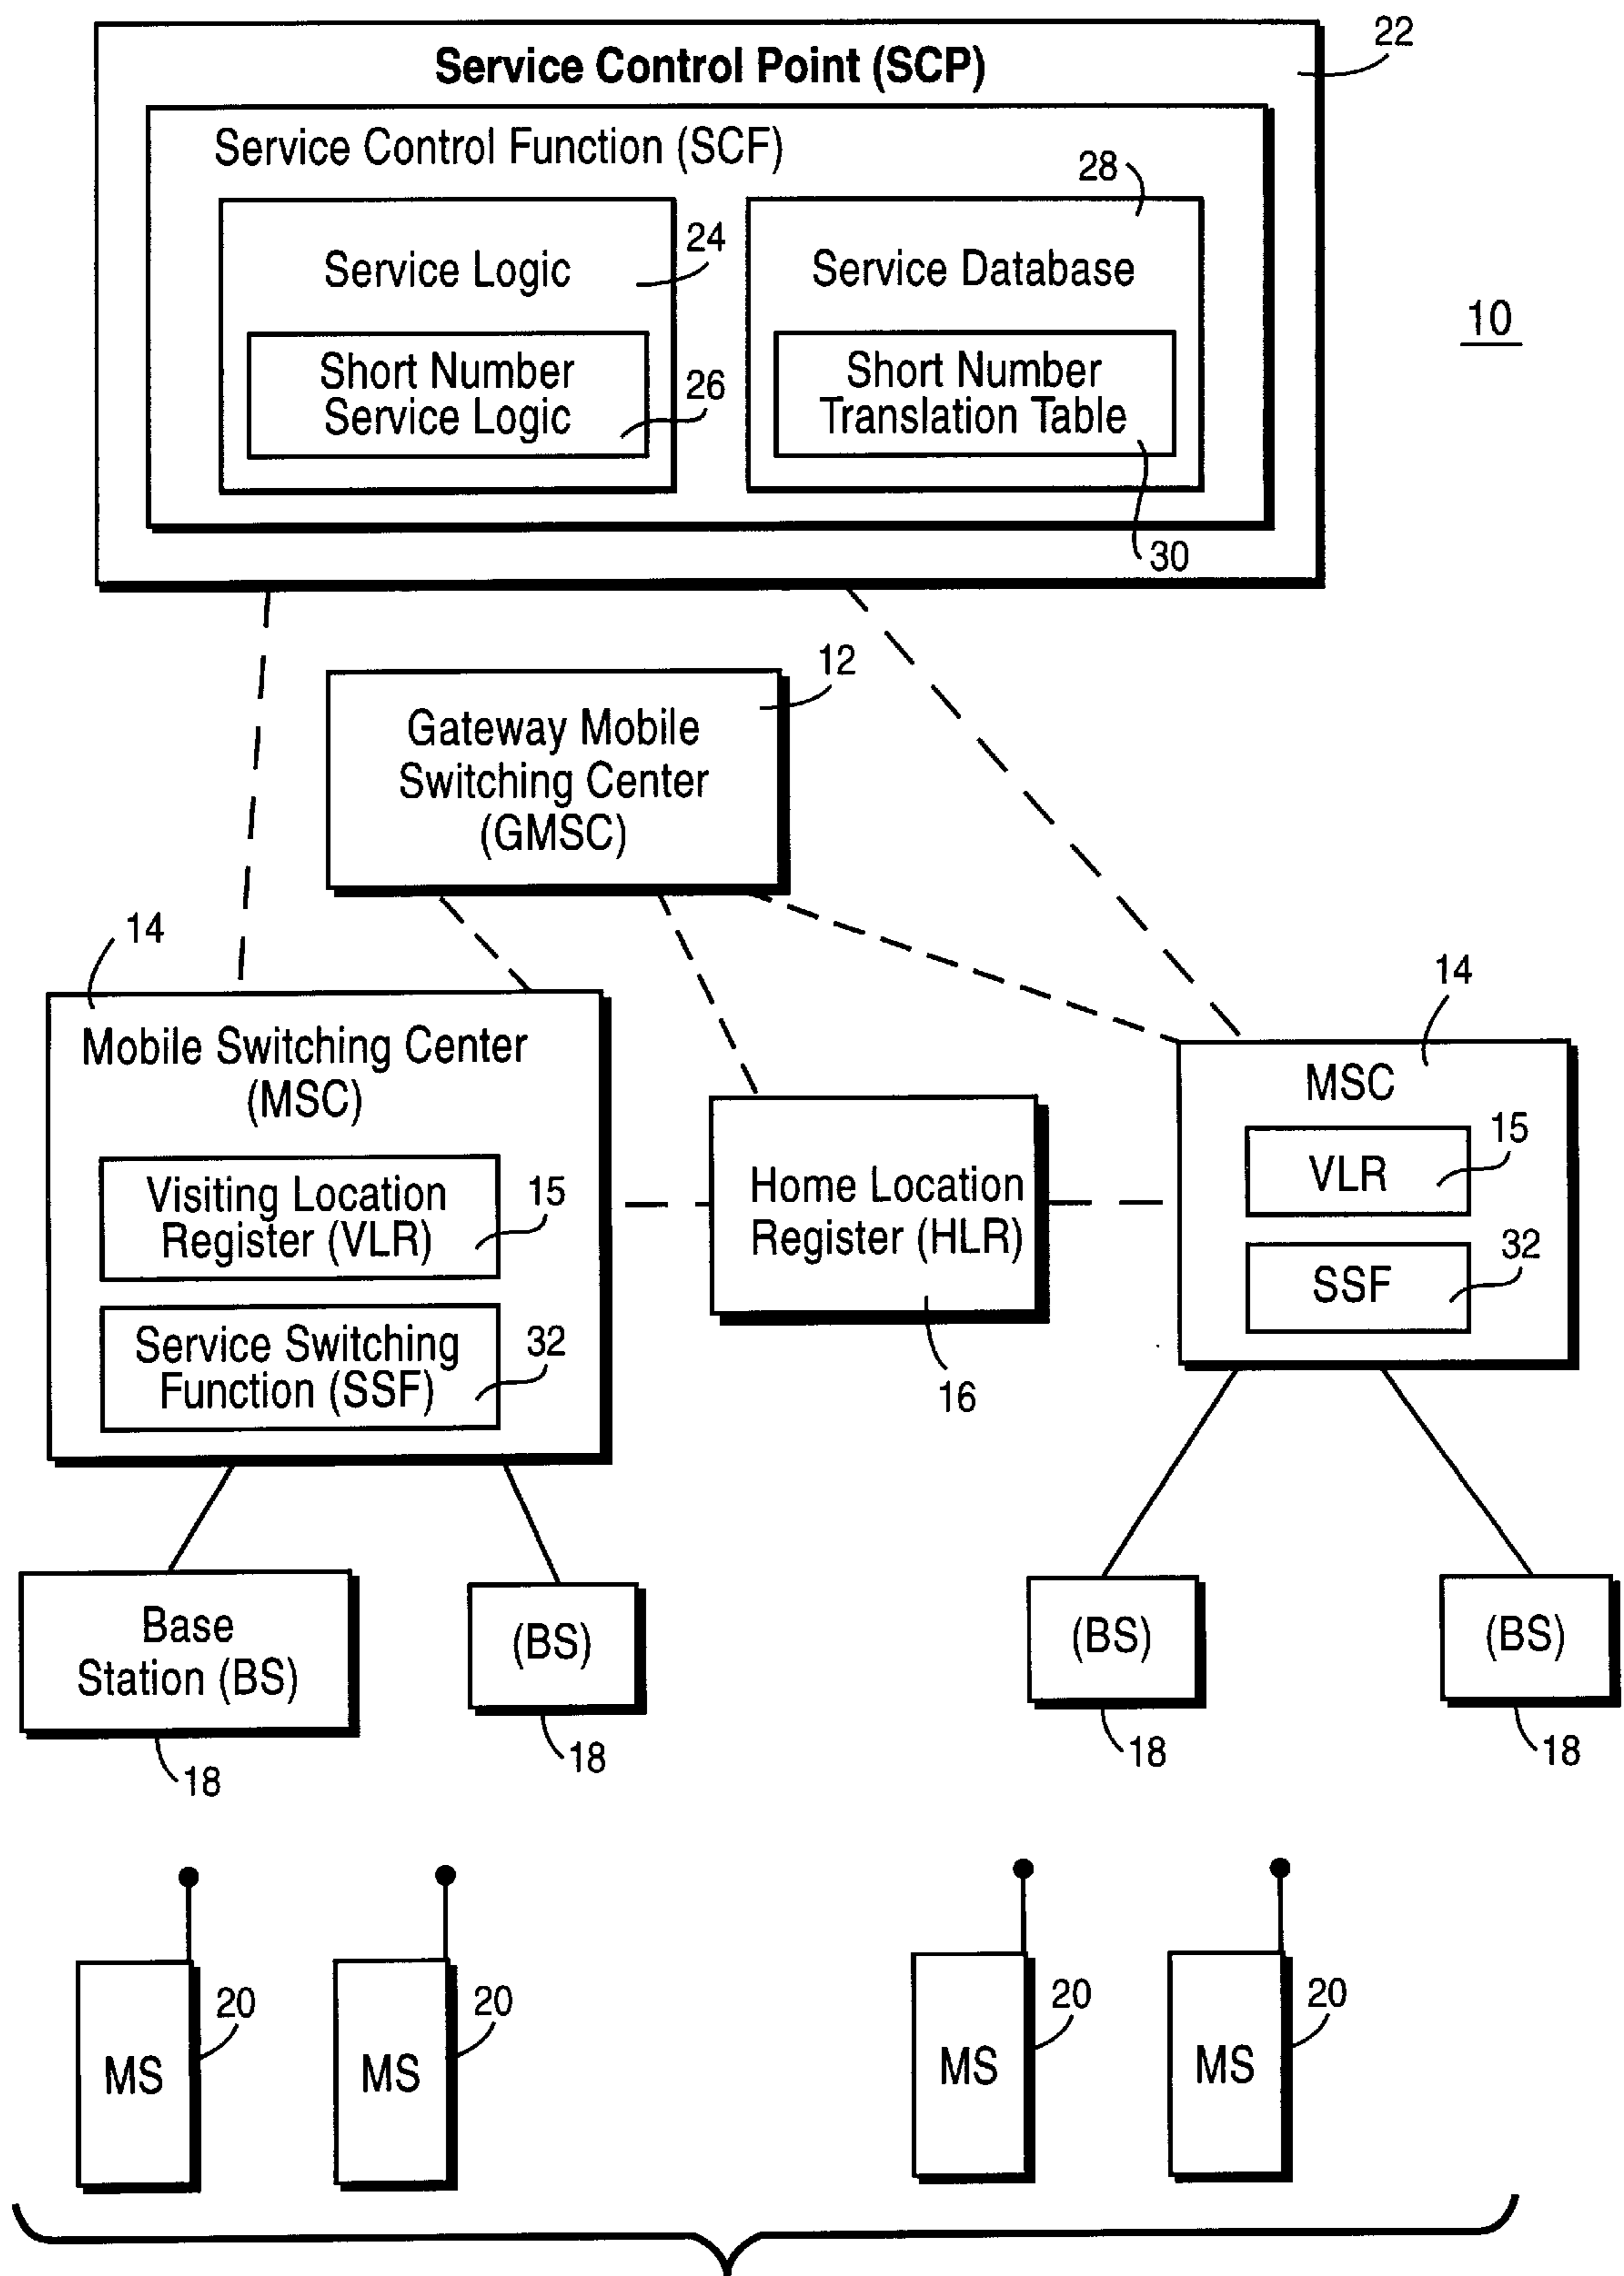 22
Service Control Point (SCP)
Service Control Function (SCF)
28
24
Service Logic
Service Database
10
Short Number
Service Logic
26
Short Number
Translation Table
30
12
Gateway Mobile
Switching Center
(GMSC)
14
14
Mobile Switching Center
(MSC)
MSC
15
VLR
Visiting Location
Register (VLR)
15
Home Location
Register (HLR)
32
SSF
Service Switching
Function (SSF)
32
16
Base
Station (BS)
(BS)
(BS)
(BS)
18
18
18
18
20
20
20
20
MS
MS
MS
MS